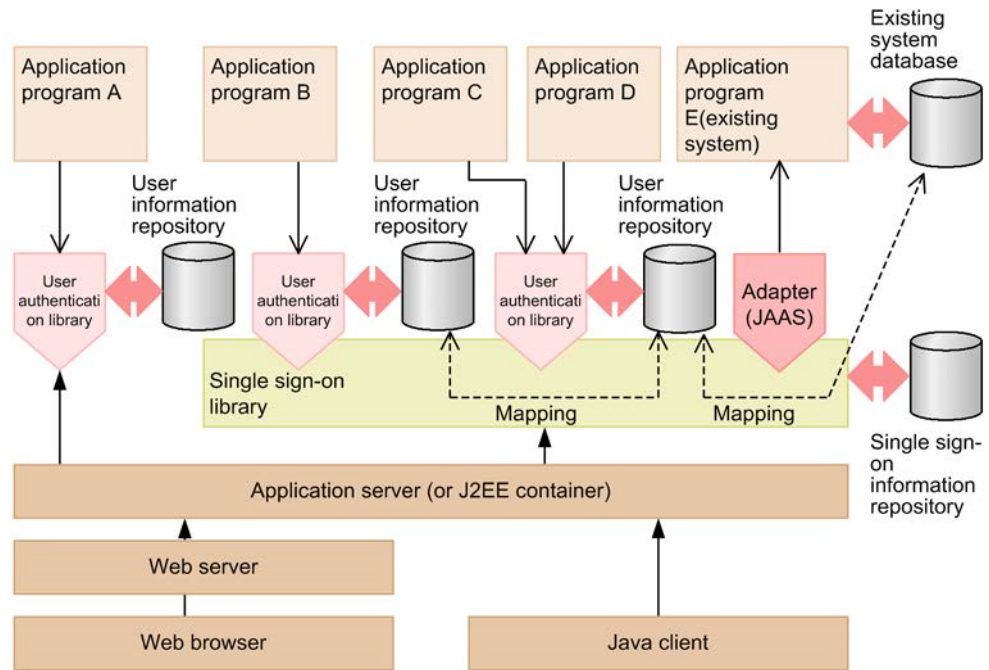 Existing
system
database
Application
program A
Application
program B
Application
program C
Application
program D
Application
program
E(existing
system)
User
information
repository
User
information
repository
User
information
repository
User
authenticati
on library
User
authenticati
on library
User
authenticati
on library
Adapter
(JAAS)
Single sign-on
library
Mapping
Mapping
Single sign-
on
information
repository
Application server (or J2EE container)
Web server
Web browser
Java client